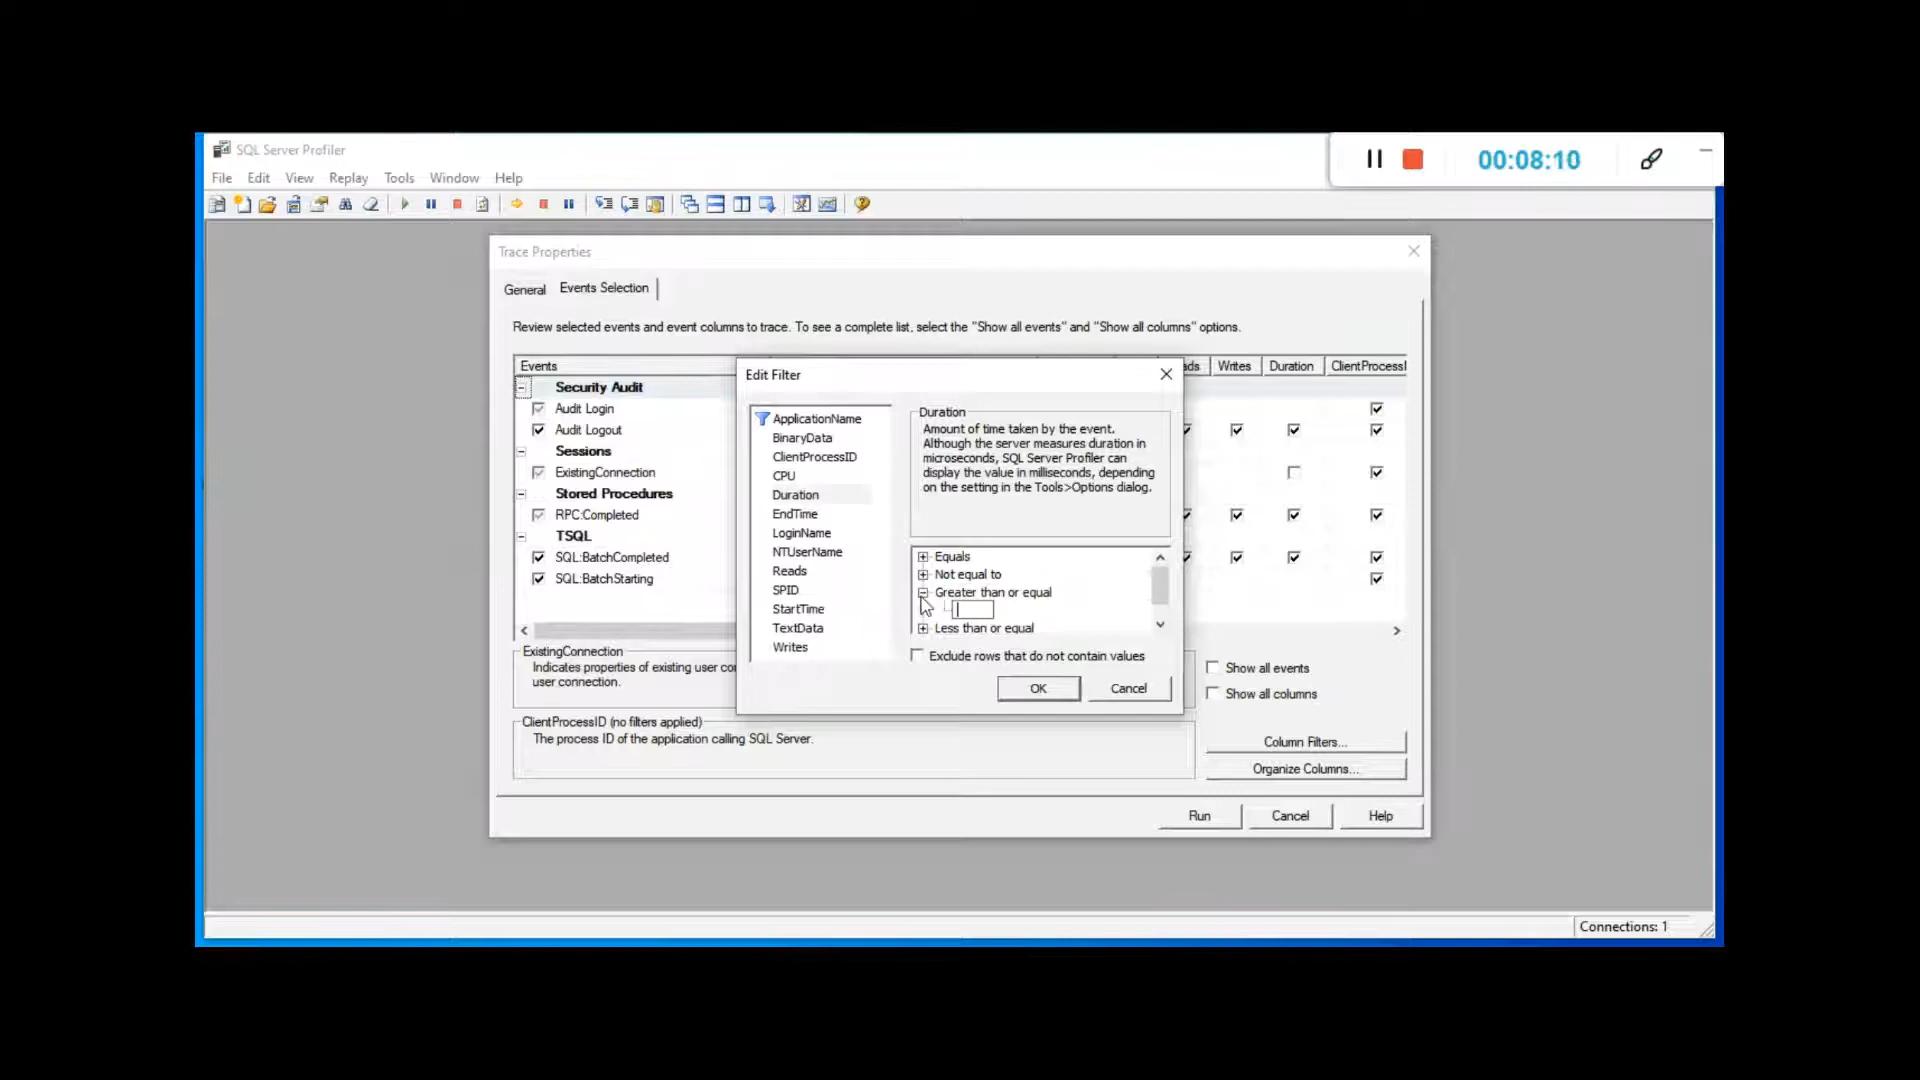 SQL Server Profiler
00:08:10
File Edit View Replay Tools Window Help
Trace Properties
General Events Selection
Review selected events and event columns to trace. To see a complete list, select the "Show all events" and "Show all columns" options.
Events ads Writes Duration ClientProcessI
Security Audit
Audit Login
Audit Logout
Sessions
ExistingConnection
Stored Procedures
RPC:Completed
TSQL
SQL:BatchCompleted
SQL:BatchStarting
Edit Filter
ApplicationName
BinaryData
ClientProcessID
CPU
Duration
EndTime
LoginName
NTUserName
Reads
SPID
StartTime
TextData
Writes
Duration
Amount of time taken by the event.
Although the server measures duration in
microseconds, SQL Server Profiler can
display the value in milliseconds, depending
on the setting in the Tools>Options dialog.
Equals
Not equal to
Greater than or equal
Less than or equal
Exclude rows that do not contain values
OK Cancel
ExistingConnection
Indicates properties of existing user co
user connection.
Show all events
Show all columns
ClientProcessID (no filters applied)
The process ID of the application calling SQL Server.
Column Filters...
Organize Columns...
Run Cancel Help
Connections: 1